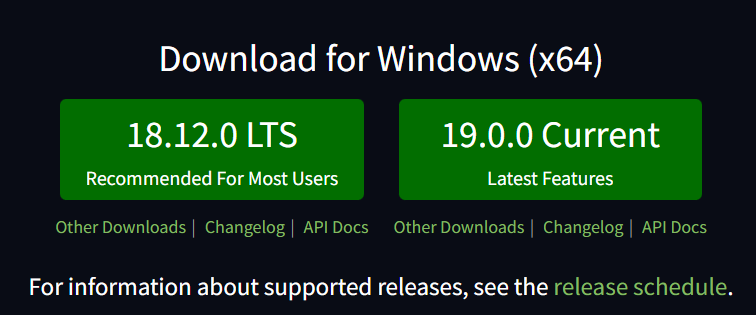 Download for Windows (x64)
18.12.0 LTS
Recommended For Most Users
19.0.0 Current
Latest Features
Other Downloads | Changelog | API Docs
Other Downloads | Changelog | API Docs
For information about supported releases, see the release schedule.